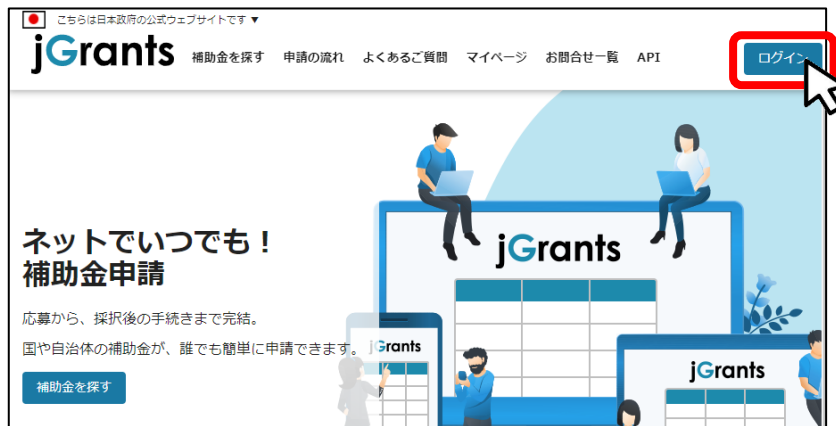 こちらは日本政府の公式ウェブサイトです ▼
jGrants 補助金を探す 申請の流れ よくあるご質問 マイページ お問合せ一覧 API ログイン
jGrants
ネットでいつでも！
補助金申請
応募から、採択後の手続きまで完結。
国や自治体の補助金が、誰でも簡単に申請できます。
jGrants
jGrants
補助金を探す